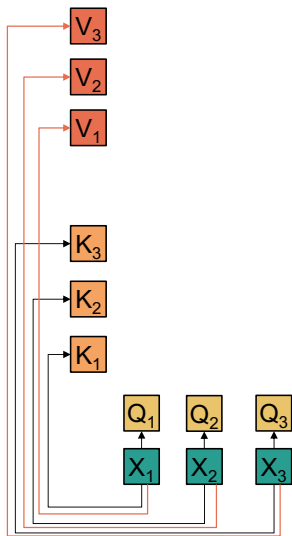 V₃
V₂
V₁
K₃
K₂
K₁
Q₁ Q₂ Q₃
X₁ X₂ X₃